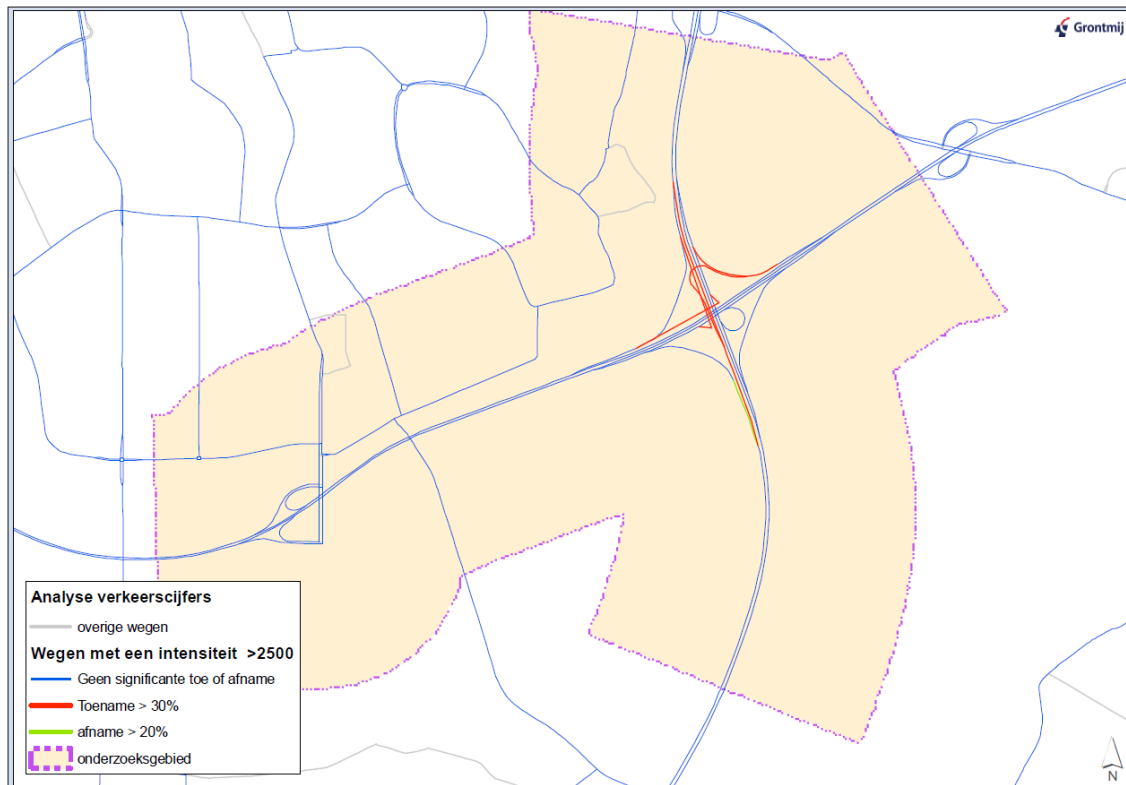 Grontmij
Analyse verkeerscijfers
overige wegen
Wegen met een intensiteit >2500
Geen significante toe of afname
Toename > 30%
afname > 20%
onderzoeksgebied
N